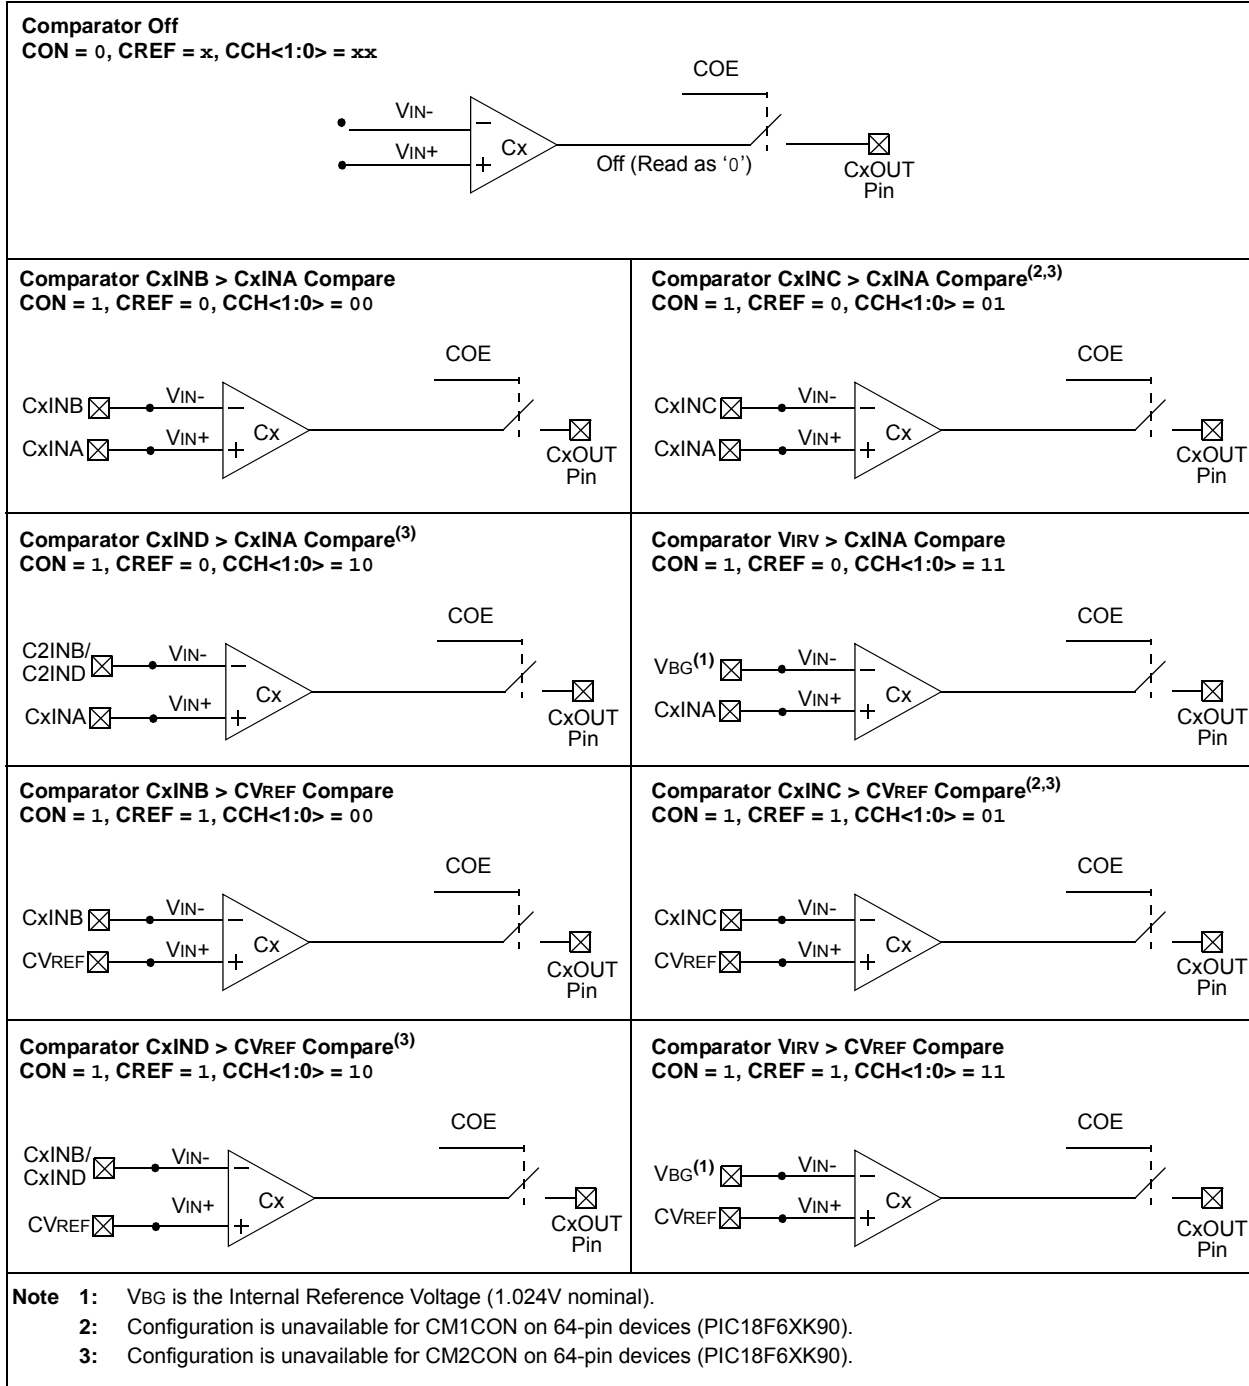 Comparator Off
CON = 0, CREF = x, CCH<1:0> = xx
COE
VIN-
VIN+
Cx
Off (Read as ‘0’)
CxOUT
Pin
Comparator CxINB > CxINA Compare
CON = 1, CREF = 0, CCH<1:0> = 00
COE
CxINB
VIN-
CxINA
VIN+
Cx
CxOUT
Pin
Comparator CxINC > CxINA Compare(2,3)
CON = 1, CREF = 0, CCH<1:0> = 01
COE
CxINC
VIN-
CxINA
VIN+
Cx
CxOUT
Pin
Comparator CxIND > CxINA Compare(3)
CON = 1, CREF = 0, CCH<1:0> = 10
COE
C2INB/
C2IND
VIN-
CxINA
VIN+
Cx
CxOUT
Pin
Comparator VIRV > CxINA Compare
CON = 1, CREF = 0, CCH<1:0> = 11
COE
VBG(1)
VIN-
CxINA
VIN+
Cx
CxOUT
Pin
Comparator CxINB > CVREF Compare
CON = 1, CREF = 1, CCH<1:0> = 00
COE
CxINB
VIN-
CVREF
VIN+
Cx
CxOUT
Pin
Comparator CxINC > CVREF Compare(2,3)
CON = 1, CREF = 1, CCH<1:0> = 01
COE
CxINC
VIN-
CVREF
VIN+
Cx
CxOUT
Pin
Comparator CxIND > CVREF Compare(3)
CON = 1, CREF = 1, CCH<1:0> = 10
COE
CxINB/
CxIND
VIN-
CVREF
VIN+
Cx
CxOUT
Pin
Comparator VIRV > CVREF Compare
CON = 1, CREF = 1, CCH<1:0> = 11
COE
VBG(1)
VIN-
CVREF
VIN+
Cx
CxOUT
Pin
Note 1: VBG is the Internal Reference Voltage (1.024V nominal).
2: Configuration is unavailable for CM1CON on 64-pin devices (PIC18F6XK90).
3: Configuration is unavailable for CM2CON on 64-pin devices (PIC18F6XK90).